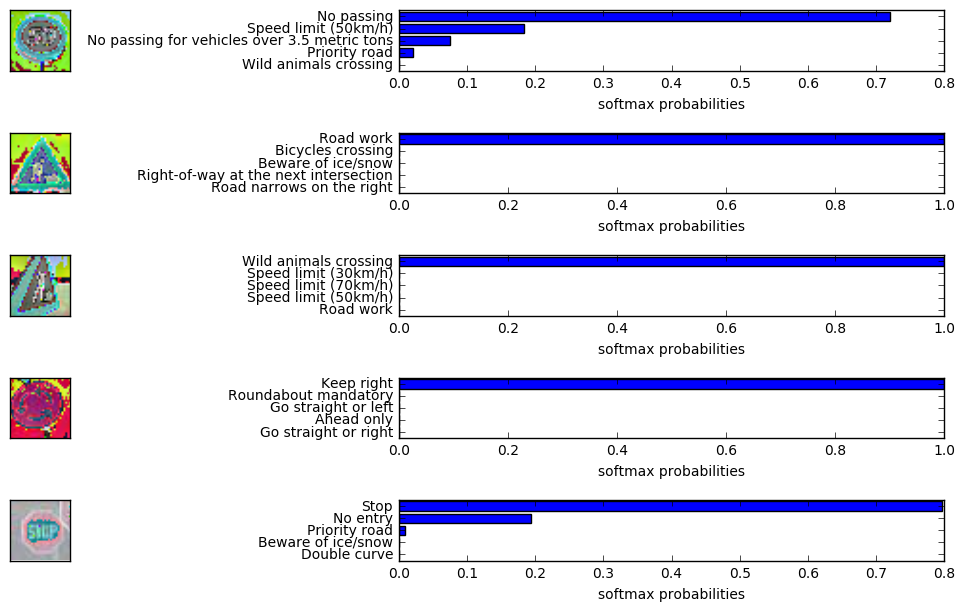 No passing
Speed limit (50km/h)
No passing for vehicles over 3.5 metric tons
Priority road
Wild animals crossing
0.0 0.1 0.2 0.3 0.4 0.5 0.6 0.7 0.8
softmax probabilities
Road work
Bicycles crossing
Beware of ice/snow
Right-of-way at the next intersection
Road narrows on the right
0.0 0.2 0.4 0.6 0.8 1.0
softmax probabilities
Wild animals crossing
Speed limit (30km/h)
Speed limit (70km/h)
Speed limit (50km/h)
Road work
0.0 0.2 0.4 0.6 0.8 1.0
softmax probabilities
Keep right
Roundabout mandatory
Go straight or left
Ahead only
Go straight or right
0.0 0.2 0.4 0.6 0.8 1.0
softmax probabilities
STOP
Stop
No entry
Priority road
Beware of ice/snow
Double curve
0.0 0.1 0.2 0.3 0.4 0.5 0.6 0.7 0.8
softmax probabilities